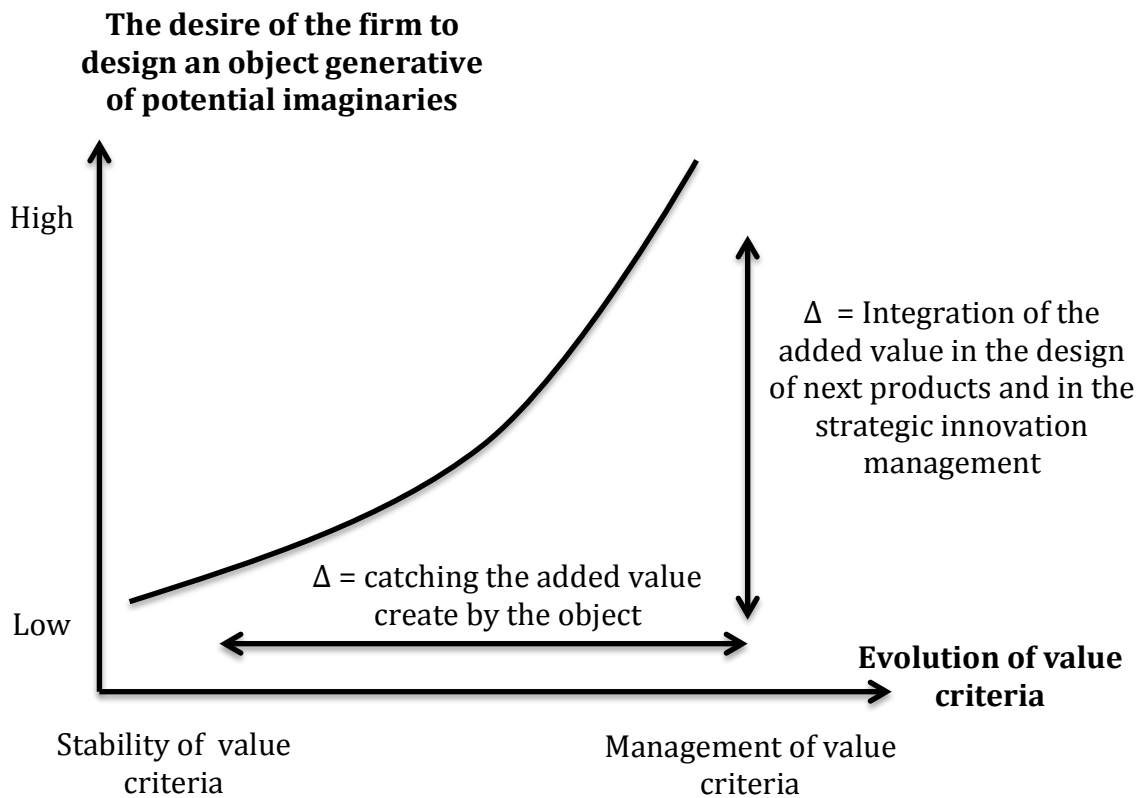 The desire of the firm to
design an object generative
of potential imaginaries
High
Δ = Integration of the
added value in the design
of next products and in the
strategic innovation
management
Δ = catching the added value
create by the object
Low
Evolution of value
criteria
Stability of value
criteria
Management of value
criteria